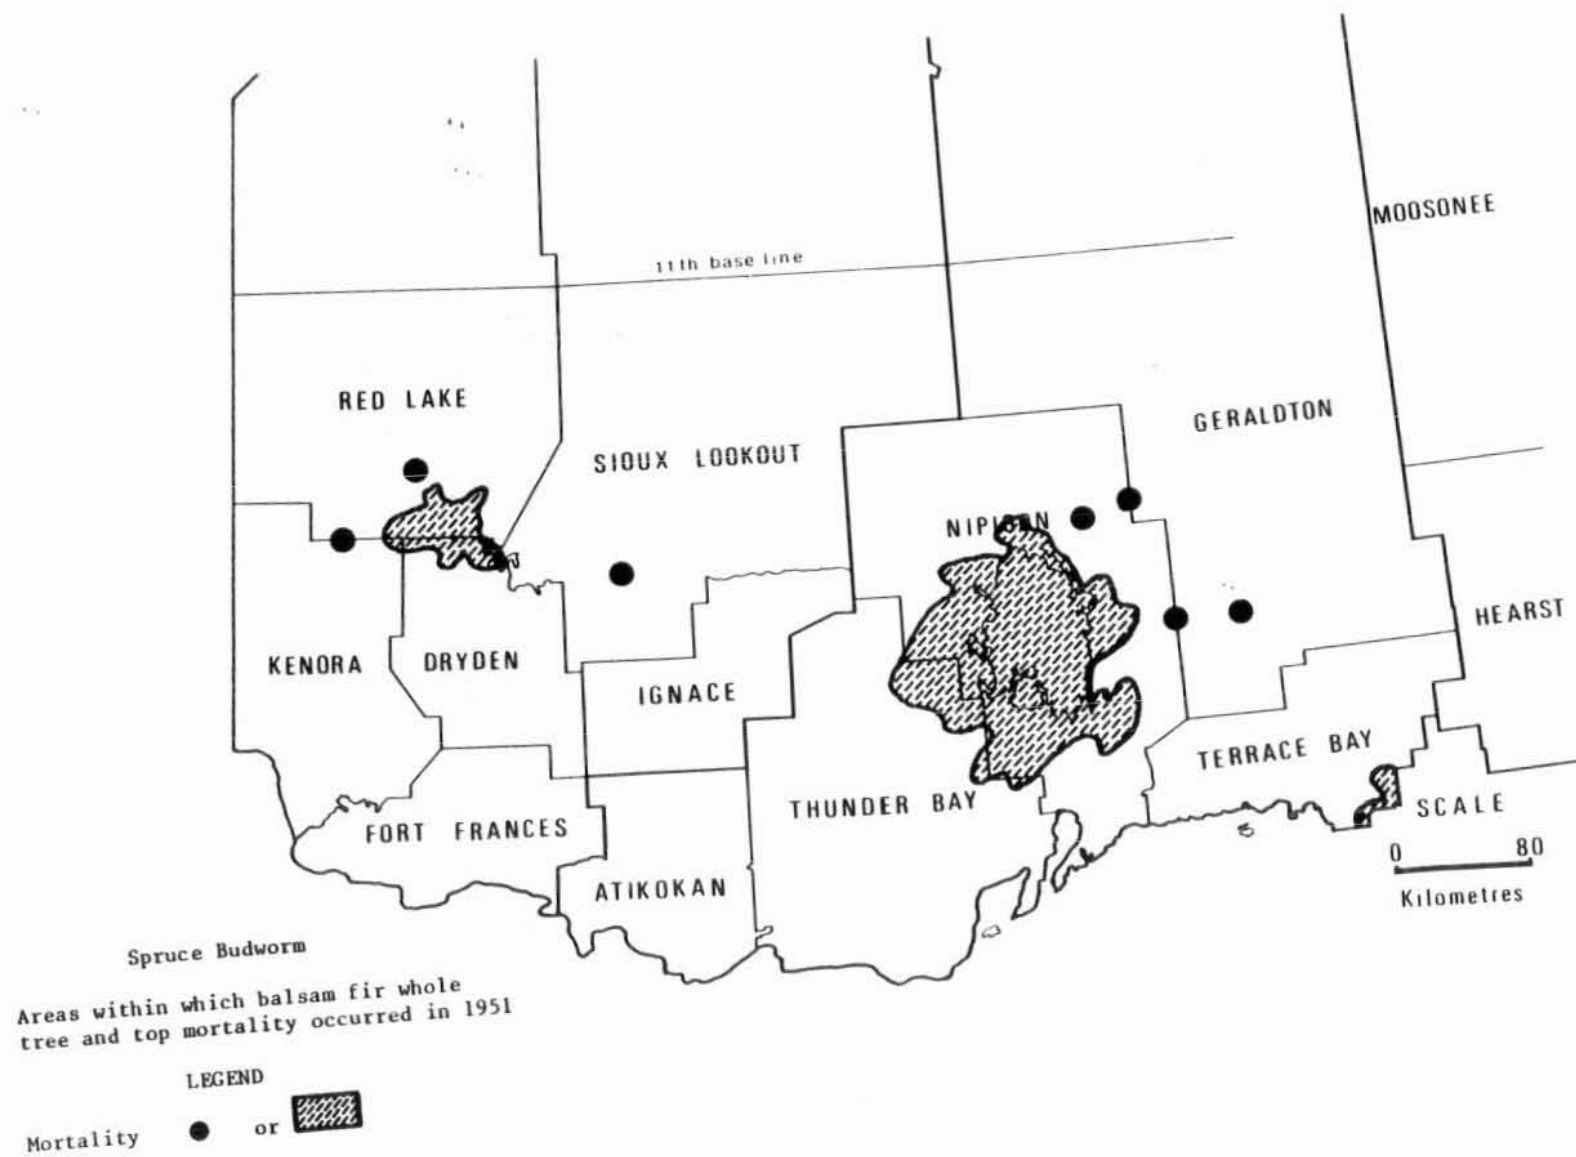 MOOSONEE
11th base line
RED LAKE
GERALDTON
SIOUX LOOKOUT
NIPIGON
HEARST
KENORA
DRYDEN
IGNACE
TERRACE BAY
THUNDER BAY
SCALE
FORT FRANCES
0 80
Kilometres
ATIKOKAN
Spruce Budworm
Areas within which balsam fir whole
tree and top mortality occurred in 1951
LEGEND
Mortality or